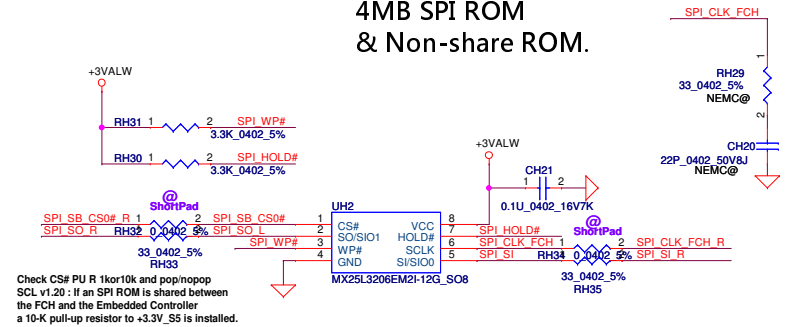 4MB SPI ROM
& Non-share ROM.
SPI_CLK_FCH
1
RH29
33_0402_5%
NEMC@
2
CH20
22P_0402_50V8J
NEMC@
+3VALW
RH31 1 2 SPI_WP#
3.3K_0402_5%
RH30 1 2 SPI_HOLD#
3.3K_0402_5%
+3VALW
CH21
1 2
0.1U_0402_16V7K
@
ShortPad
SPI_SB_CS0#_R 1 2 SPI_SB_CS0#
SPI_SO_R RH32 0_0402_5% SPI_SO_L
33_0402_5%
RH33
SPI_WP#
UH2
1 CS# VCC 8
2 SO/SIO1 HOLD# 7 SPI_HOLD#
3 WP# SCLK 6 SPI_CLK_FCH
4 GND SI/SIO0 5 SPI_SI
MX25L3206EM2I-12G_SO8
@
ShortPad
1 2 SPI_CLK_FCH_R
RH34 0_0402_5% SPI_SI_R
33_0402_5%
RH35
Check CS# PU R 1kor10k and pop/nopop
SCL v1.20 : If an SPI ROM is shared between
the FCH and the Embedded Controller
a 10-K pull-up resistor to +3.3V_S5 is installed.